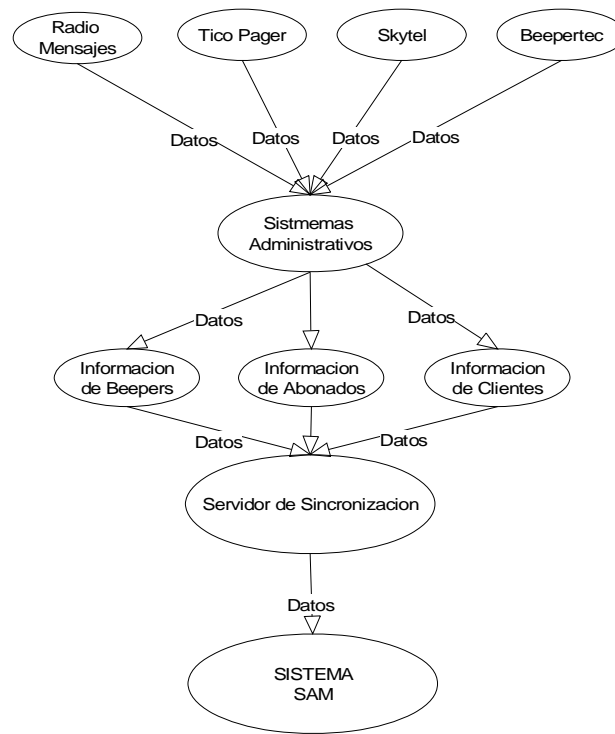 Radio
Mensajes
Tico Pager
Skytel
Beepertec
Datos
Datos
Datos
Datos
Sistmemas
Administrativos
Datos
Datos
Informacion
de Beepers
Informacion
de Abonados
Informacion
de Clientes
Datos
Datos
Servidor de Sincronizacion
Datos
SISTEMA
SAM